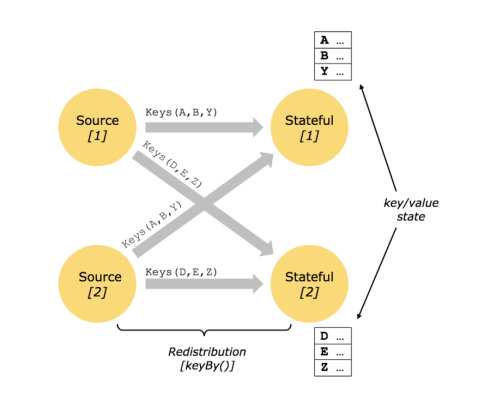 A …
B …
Y …
Source
[1]
Keys(A,B,Y)
Stateful
[1]
Keys(D,E,Z)
key/value
state
Keys(A,B,Y)
Source
[2]
Keys(D,E,Z)
Stateful
[2]
D …
E …
Z …
Redistribution
[keyBy()]